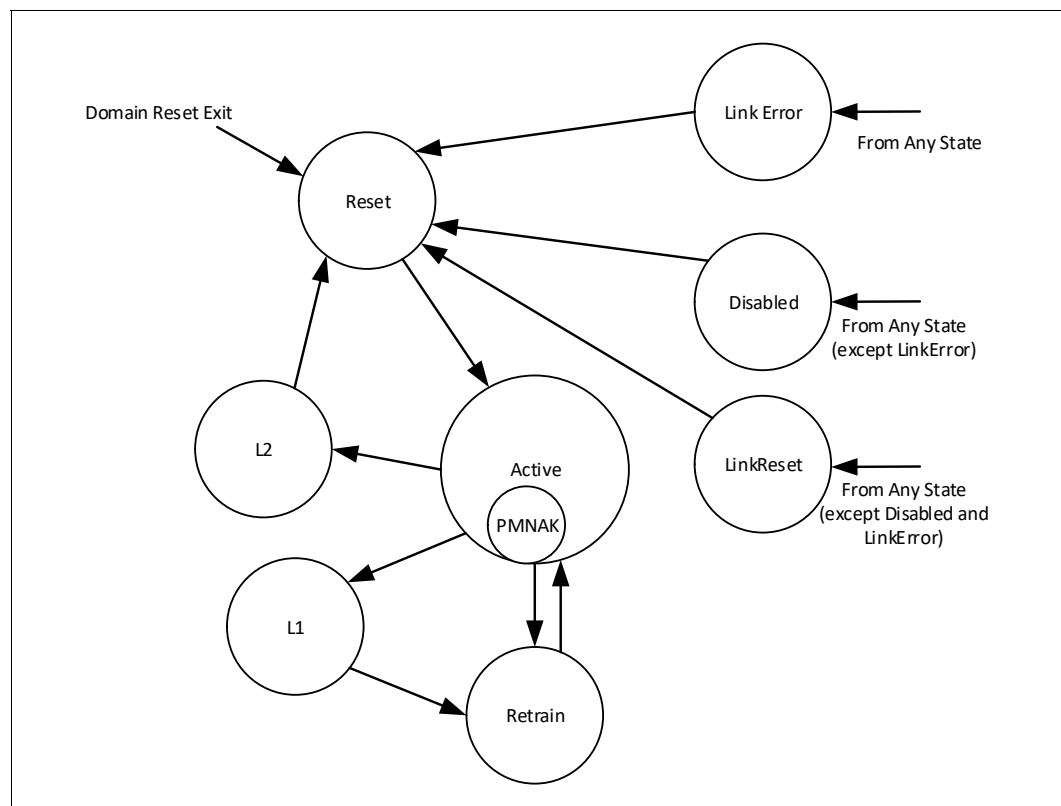 Domain Reset Exit
Link Error
From Any State
Reset
Disabled
From Any State
(except LinkError)
L2
Active
LinkReset
From Any State
(except Disabled and
LinkError)
PMNAK
L1
Retrain